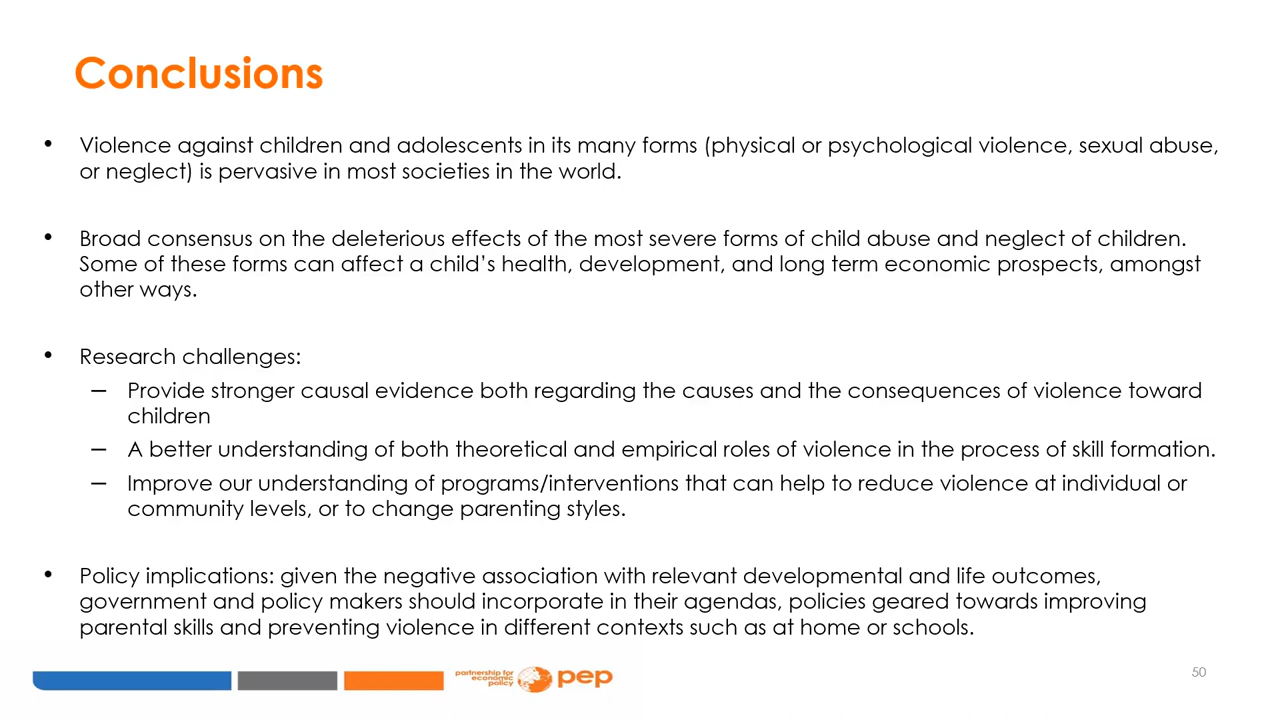 Conclusions
• Violence against children and adolescents in its many forms (physical or psychological violence, sexual abuse,
or neglect) is pervasive in most societies in the world.
• Broad consensus on the deleterious effects of the most severe forms of child abuse and neglect of children.
Some of these forms can affect a child’s health, development, and long term economic prospects, amongst
other ways.
• Research challenges:
– Provide stronger causal evidence both regarding the causes and the consequences of violence toward
children
– A better understanding of both theoretical and empirical roles of violence in the process of skill formation.
– Improve our understanding of programs/interventions that can help to reduce violence at individual or
community levels, or to change parenting styles.
• Policy implications: given the negative association with relevant developmental and life outcomes,
government and policy makers should incorporate in their agendas, policies geared towards improving
parental skills and preventing violence in different contexts such as at home or schools.
partnership for
economic
policy
pep
50